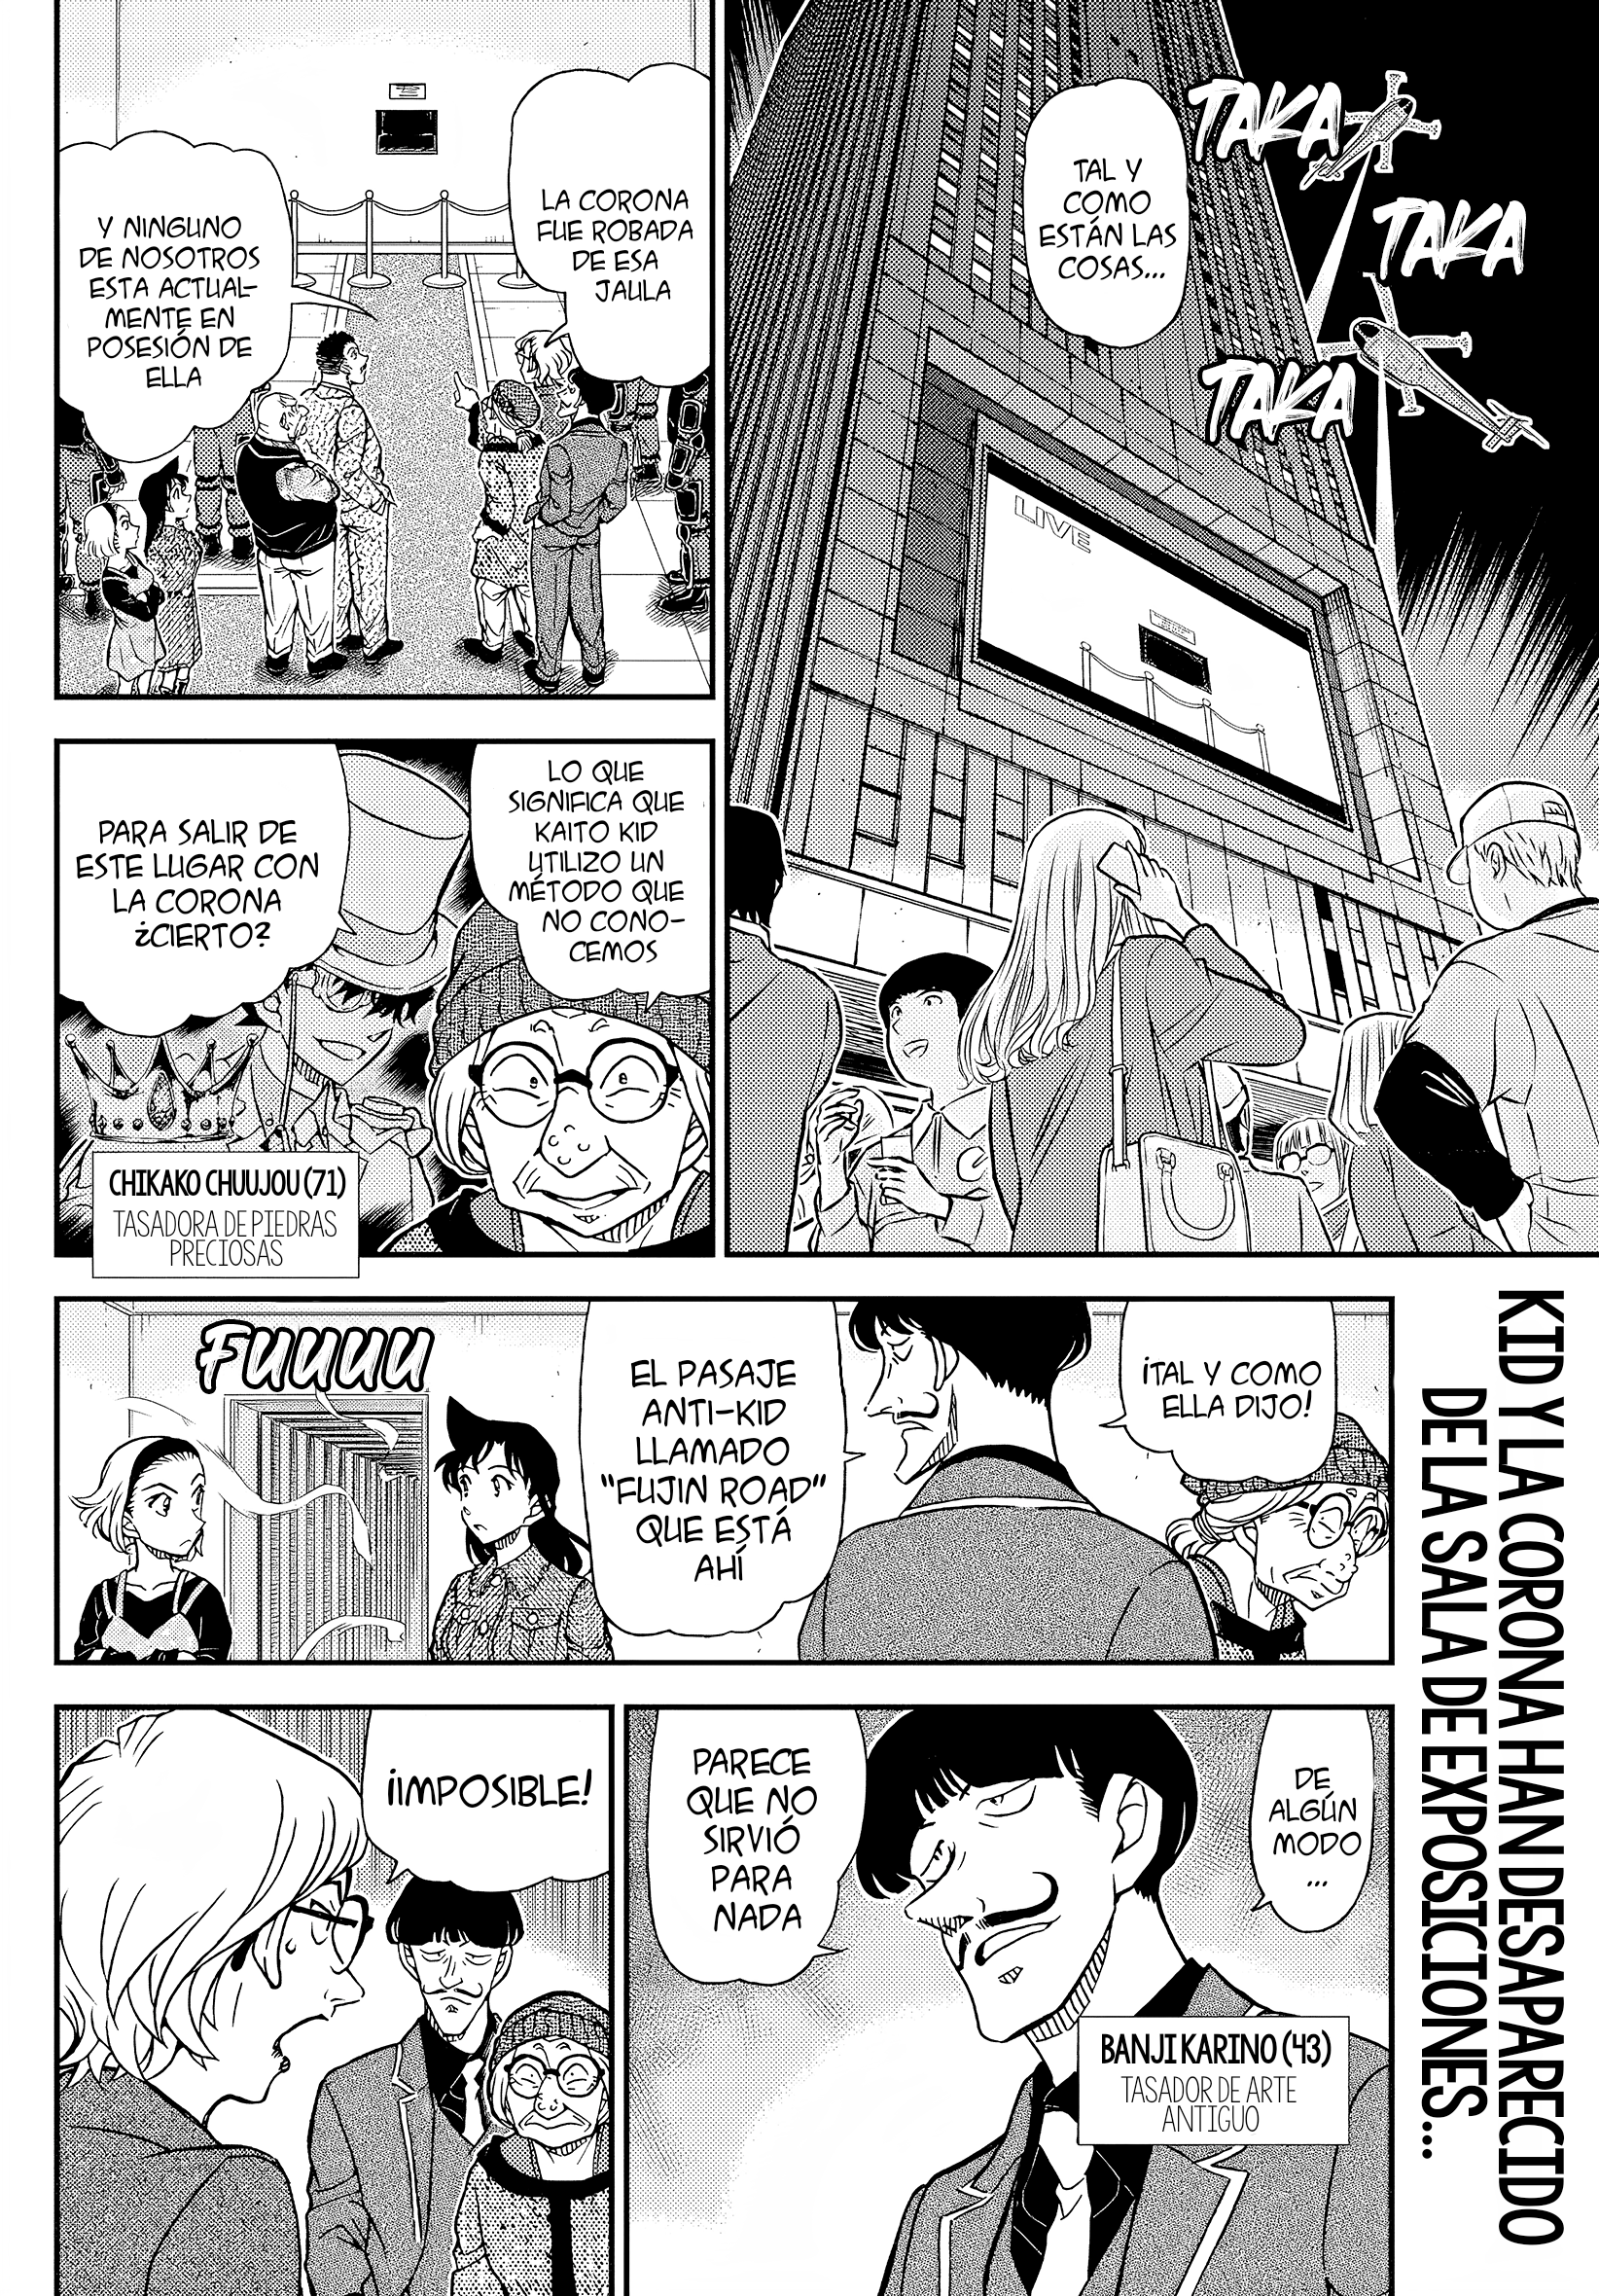 TAKA
TAKA
TAKA
TAL Y
COMO
ESTÁN LAS
COSAS...
LIVE
LA CORONA
FUE ROBADA
DE ESA
JAULA
Y NINGUNO
DE NOSOTROS
ESTA ACTUAL-
MENTE EN
POSESIÓN DE
ELLA
LO QUE
SIGNIFICA QUE
KAITO KID
UTILIZO UN
MÉTODO QUE
NO CONO-
CEMOS
PARA SALIR DE
ESTE LUGAR CON
LA CORONA
¿CIERTO?
CHIKAKO CHUUJOU (71)
TASADORA DE PIEDRAS
PRECIOSAS
KID Y LA CORONA HAN DESAPARECIDO
DE LA SALA DE EXPOSICIONES...
¡TAL Y COMO
ELLA DIJO!
EL PASAJE
ANTI-KID
LLAMADO
"FUJIN ROAD"
QUE ESTÁ
AHÍ
FUUUU
DE
ALGÚN
MODO
...
PARECE
QUE NO
SIRVIÓ
PARA
NADA
BANJI KARINO (43)
TASADOR DE ARTE
ANTIGUO
¡IMPOSIBLE!